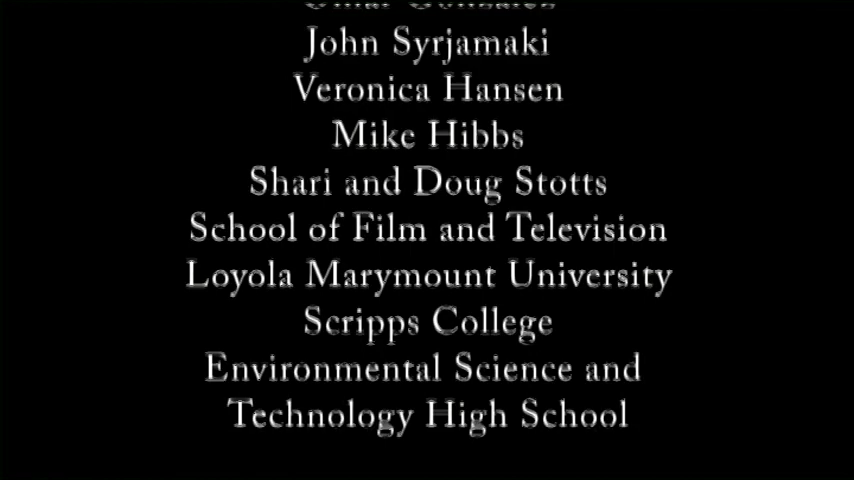 John Syrjamaki
Veronica Hansen
Mike Hibbs
Shari and Doug Stotts
School of Film and Television
Loyola Marymount University
Scripps College
Environmental Science and
Technology High School